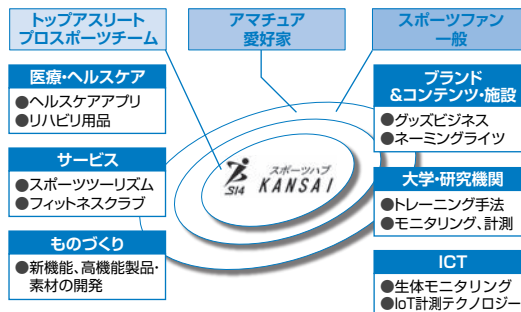 トップアスリート
プロスポーツチーム
アマチュア
愛好家
スポーツファン
一般
医療・ヘルスケア
●ヘルスケアアプリ
●リハビリ用品
サービス
●スポーツツーリズム
●フィットネスクラブ
ものづくり
●新機能、高機能製品・
素材の開発
S14
スポーツハブ
KANSAI
ブランド
&コンテンツ・施設
●グッズビジネス
●ネーミングライツ
大学・研究機関
●トレーニング手法
●モニタリング、計測
ICT
●生体モニタリング
●IoT計測テクノロジー